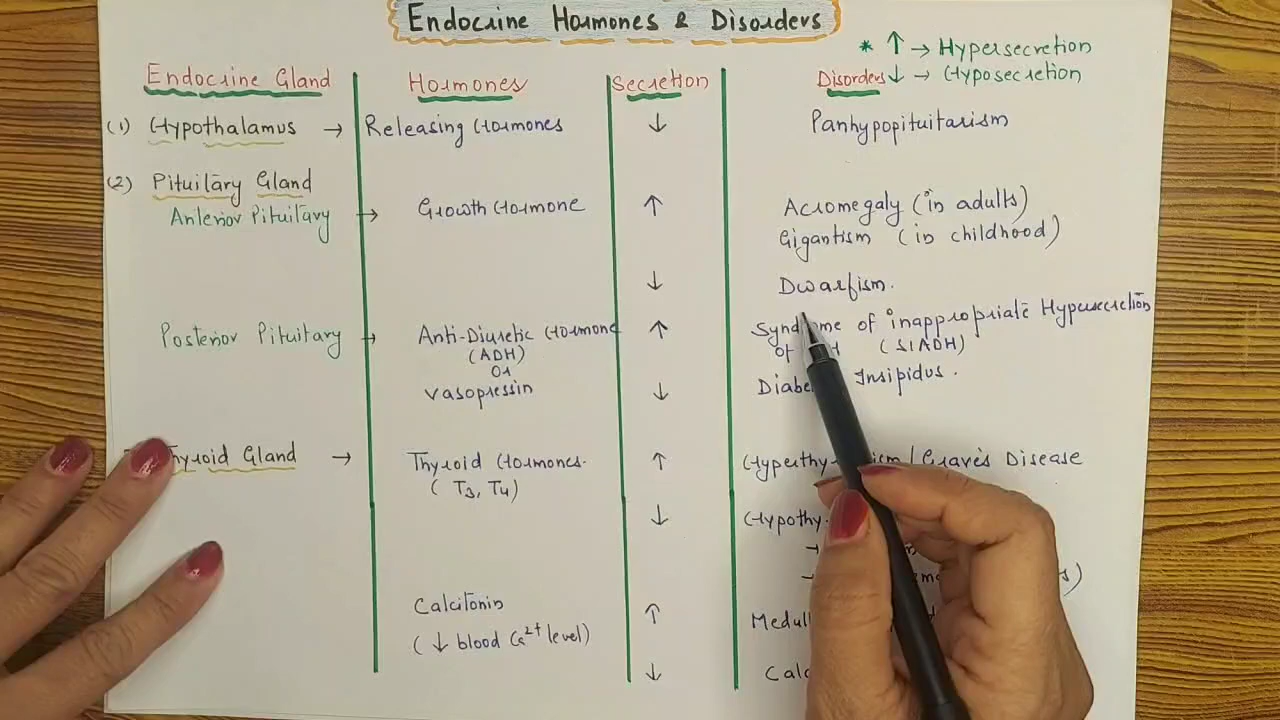 Endocrine Hormones & Disorders
* ↑ → Hypersecretion
↓ → Hyposecretion
Endocrine Gland Hormones Secretion Disorders
(1) Hypothalamus → Releasing Hormones ↓ Panhypopituitarism
(2) Pituitary Gland
Anterior Pituitary → Growth Hormone ↑ Acromegaly (in adults)
Gigantism (in childhood)
↓ Dwarfism.
Posterior Pituitary → Anti-Diuretic Hormone ↑ Syndrome of inappropriate Hypersecretion
(ADH) of (SIADH)
Or
Vasopressin ↓ Insipidus.
Thyroid Gland → Thyroid Hormones. ↑ / Grave's Disease
(T3, T4)
↓
Calcitonin ↑
(↓ blood Ca2+ level)
↓